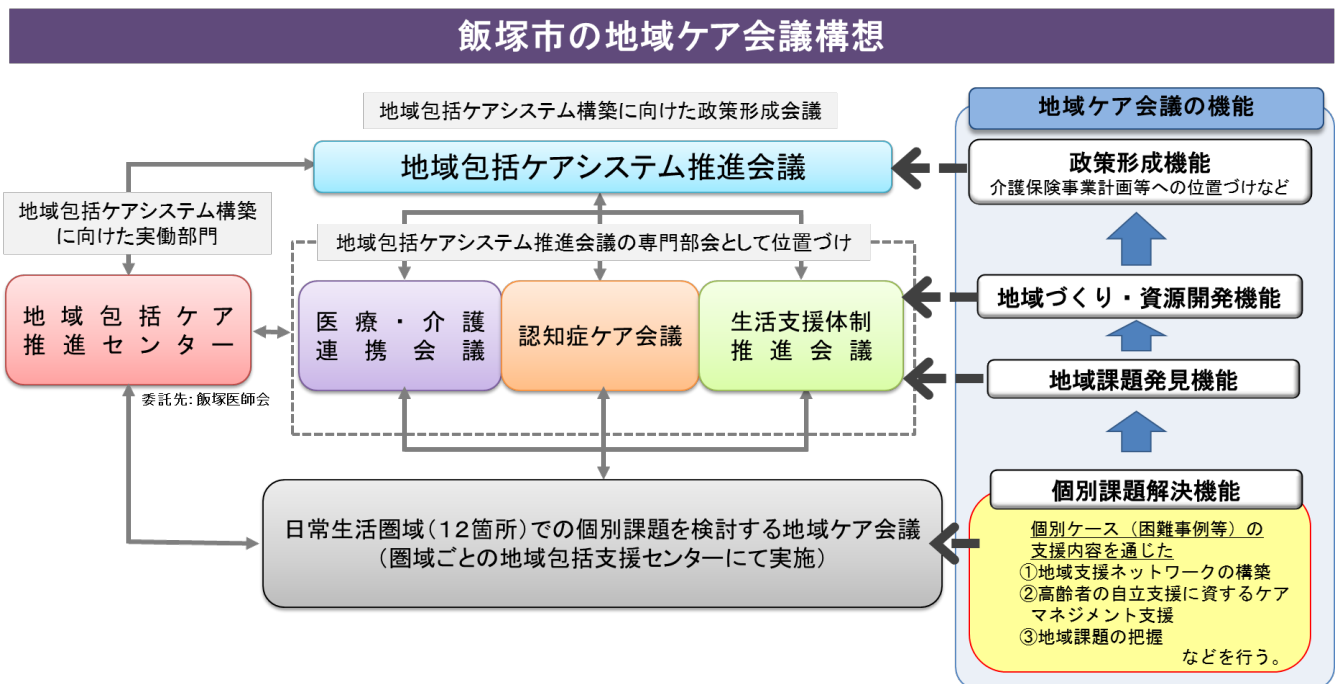 飯塚市の地域ケア会議構想
地域包括ケアシステム構築に向けた政策形成会議
地域包括ケアシステム推進会議
地域包括ケアシステム構築
に向けた実働部門
地域包括ケアシステム推進会議の専門部会として位置づけ
地域包括ケア
推進センター
委託先：飯塚医師会
医療・介護
連携会議
認知症ケア会議
生活支援体制
推進会議
日常生活圏域（１２箇所）での個別課題を検討する地域ケア会議
（圏域ごとの地域包括支援センターにて実施）
地域ケア会議の機能
政策形成機能
介護保険事業計画等への位置づけなど
地域づくり・資源開発機能
地域課題発見機能
個別課題解決機能
個別ケース（困難事例等）の
支援内容を通じた
①地域支援ネットワークの構築
②高齢者の自立支援に資するケア
マネジメント支援
③地域課題の把握
などを行う。